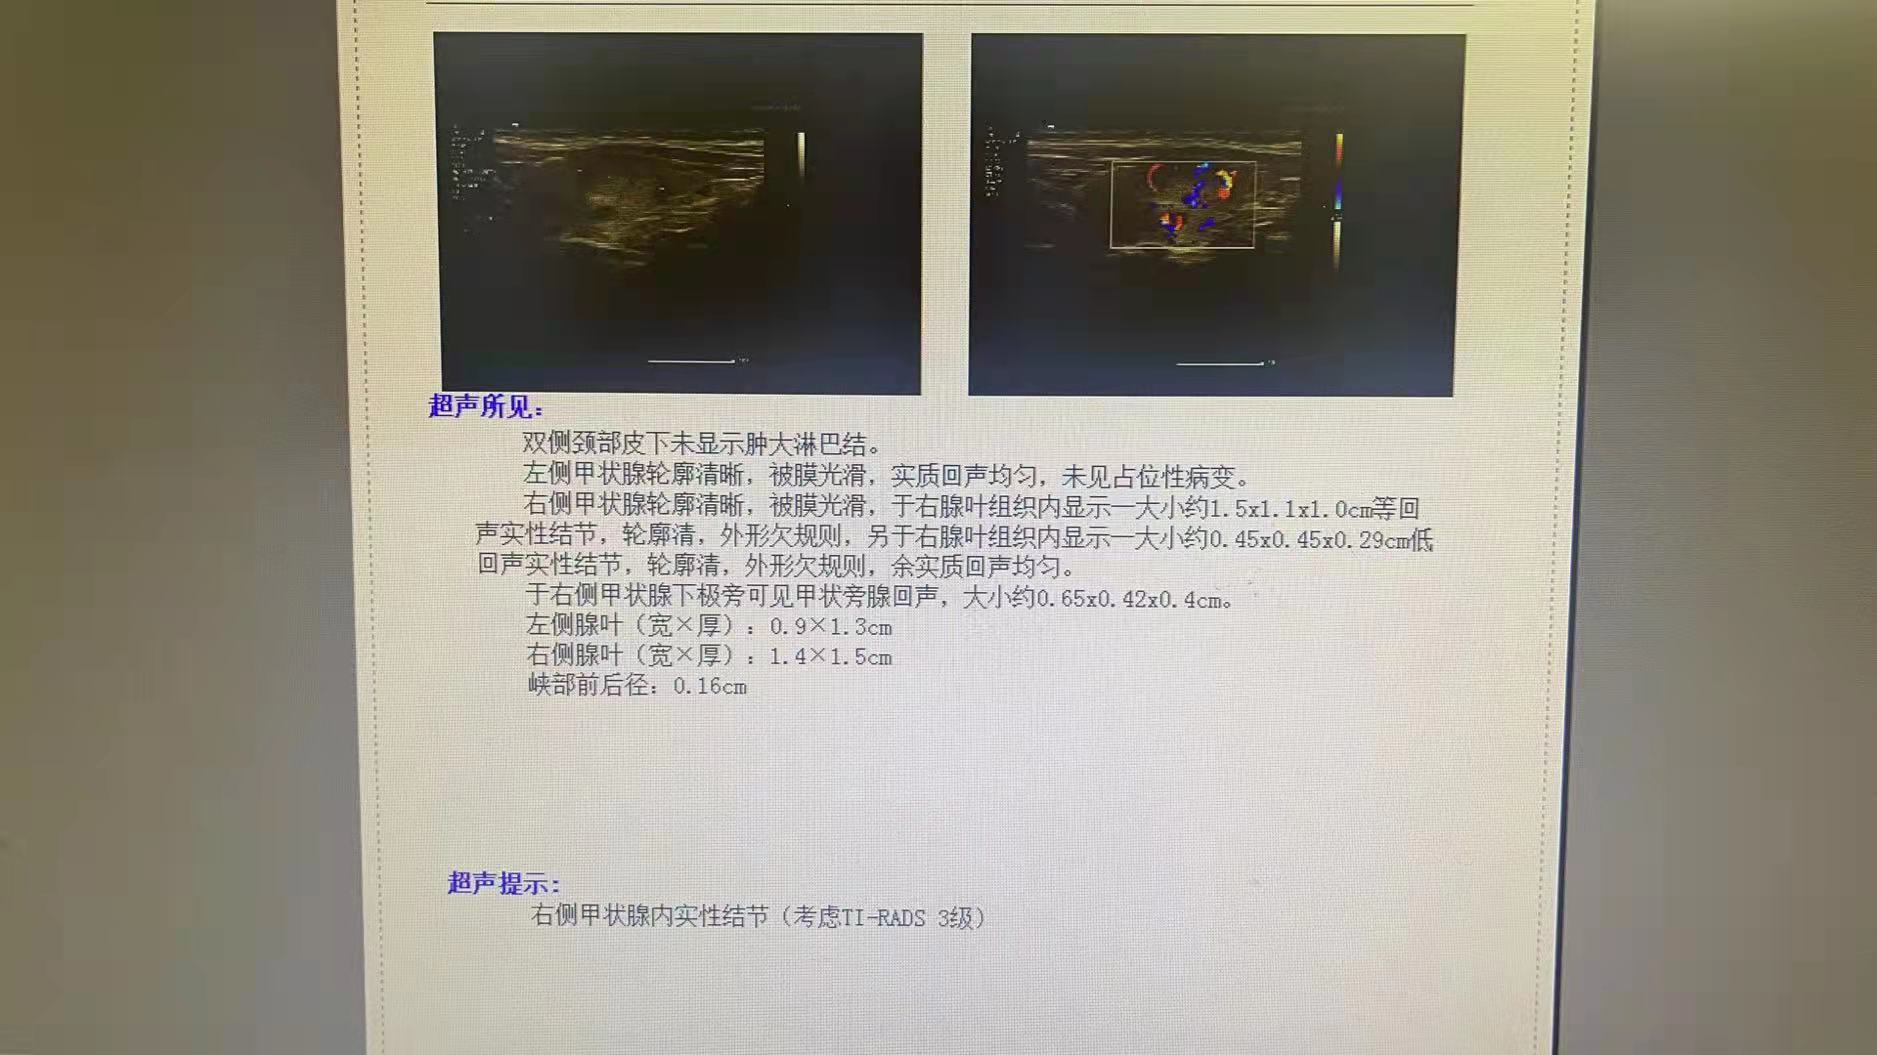 超声所见：
双侧颈部皮下未显示肿大淋巴结。
左侧甲状腺轮廓清晰，被膜光滑，实质回声均匀，未见占位性病变。
右侧甲状腺轮廓清晰，被膜光滑，于右腺叶组织内显示一大小约1.5x1.1x1.0cm等回
声实性结节，轮廓清，外形欠规则，另于右腺叶组织内显示一大小约0.45x0.45x0.29cm低
回声实性结节，轮廓清，外形欠规则，余实质回声均匀。
于右侧甲状腺下极旁可见甲状旁腺回声，大小约0.65x0.42x0.4cm。
左侧腺叶（宽×厚）：0.9×1.3cm
右侧腺叶（宽×厚）：1.4×1.5cm
峡部前后径：0.16cm
超声提示：
右侧甲状腺内实性结节（考虑TI-RADS 3级）